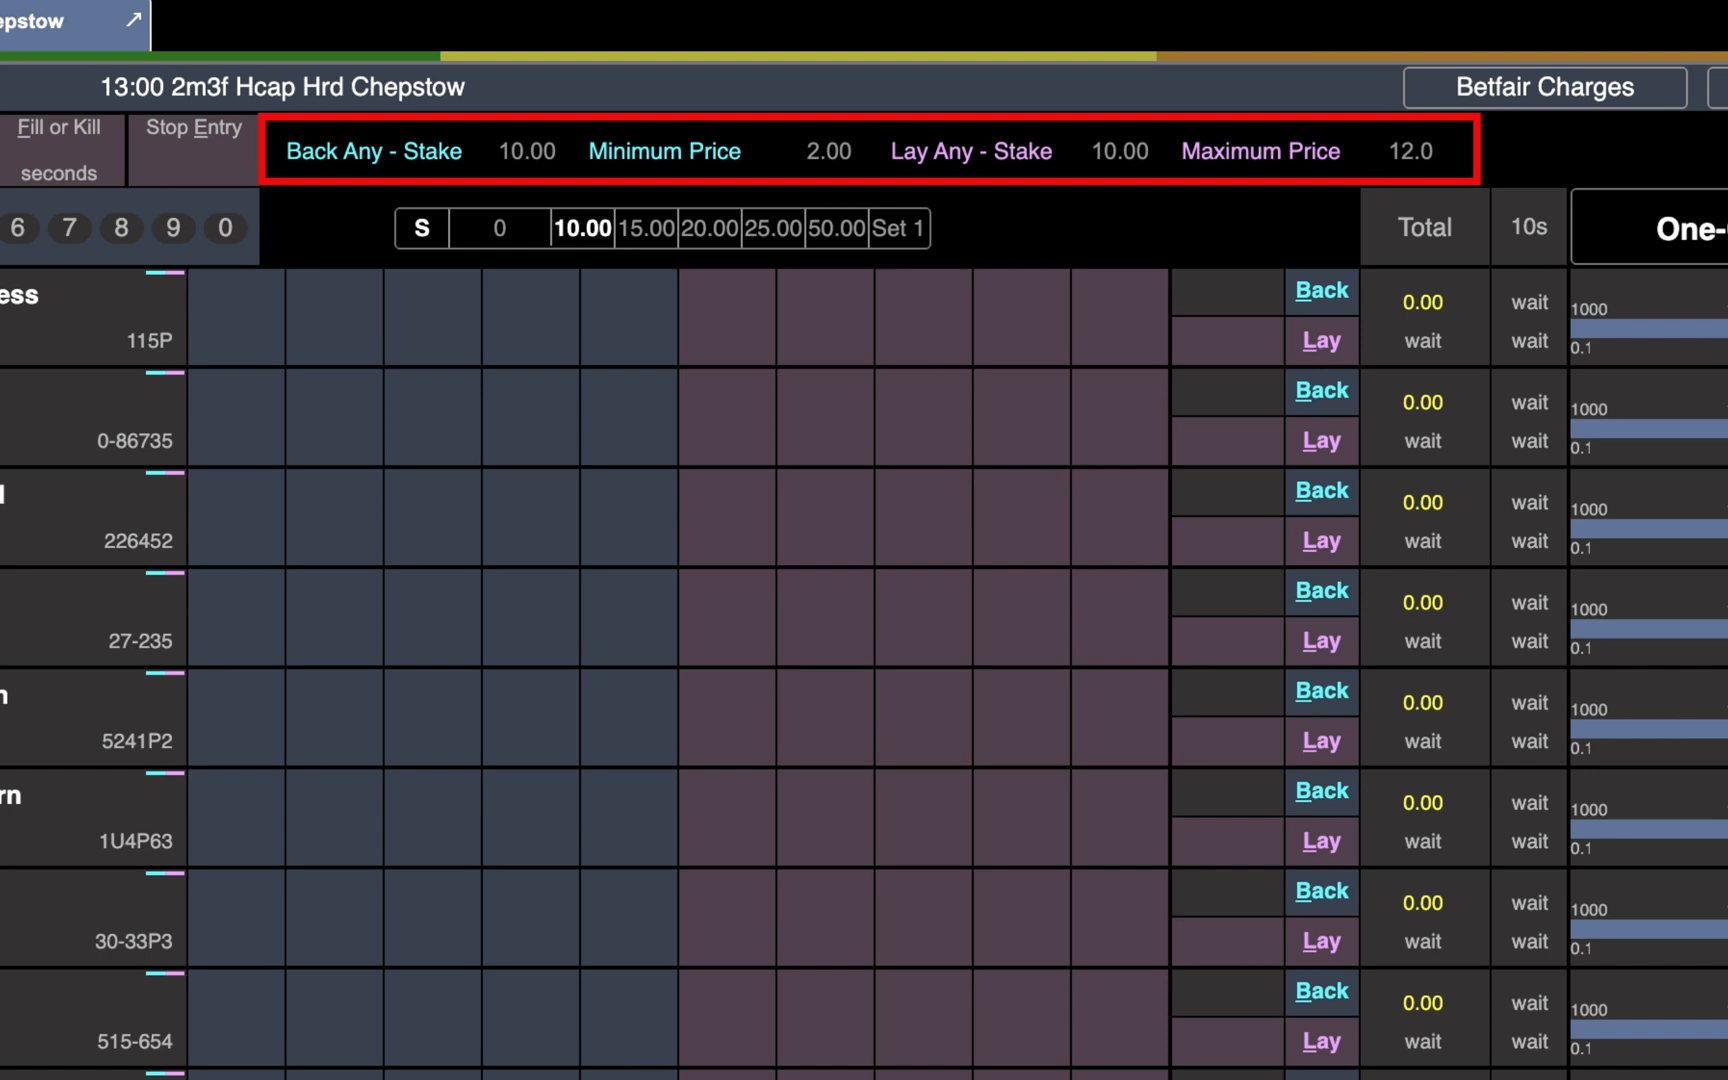 epstow ↗
13:00 2m3f Hcap Hrd Chepstow Betfair Charges
Fill or Kill Stop Entry
seconds
Back Any - Stake 10.00 Minimum Price 2.00 Lay Any - Stake 10.00 Maximum Price 12.0
6 7 8 9 0 S 0 10.00 15.00 20.00 25.00 50.00 Set 1 Total 10s One-
ess Back 0.00 wait 1000
115P Lay wait wait 0.1
Back 0.00 wait 1000
0-86735 Lay wait wait 0.1
Back 0.00 wait 1000
226452 Lay wait wait 0.1
Back 0.00 wait 1000
27-235 Lay wait wait 0.1
n Back 0.00 wait 1000
5241P2 Lay wait wait 0.1
rn Back 0.00 wait 1000
1U4P63 Lay wait wait 0.1
Back 0.00 wait 1000
30-33P3 Lay wait wait 0.1
Back 0.00 wait 1000
515-654 Lay wait wait 0.1